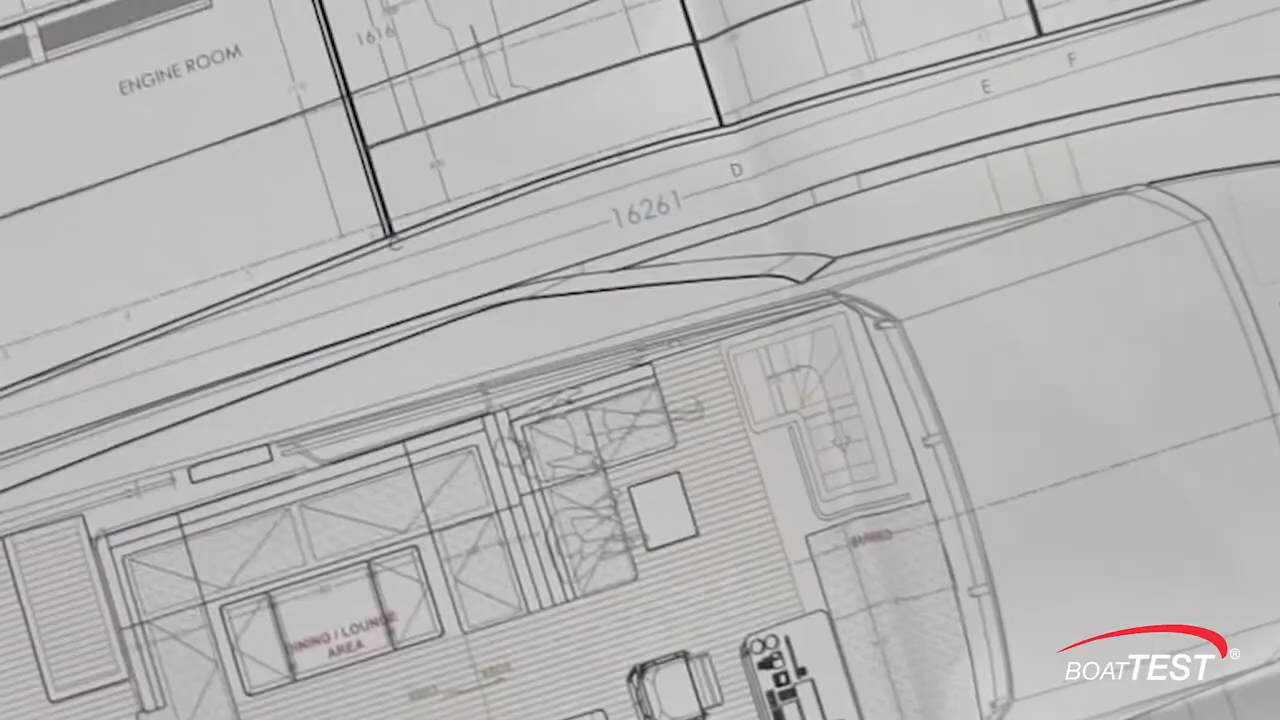 1616
ENGINE ROOM
F
E
D
16261
DINING / LOUNGE
AREA
BOATTEST®